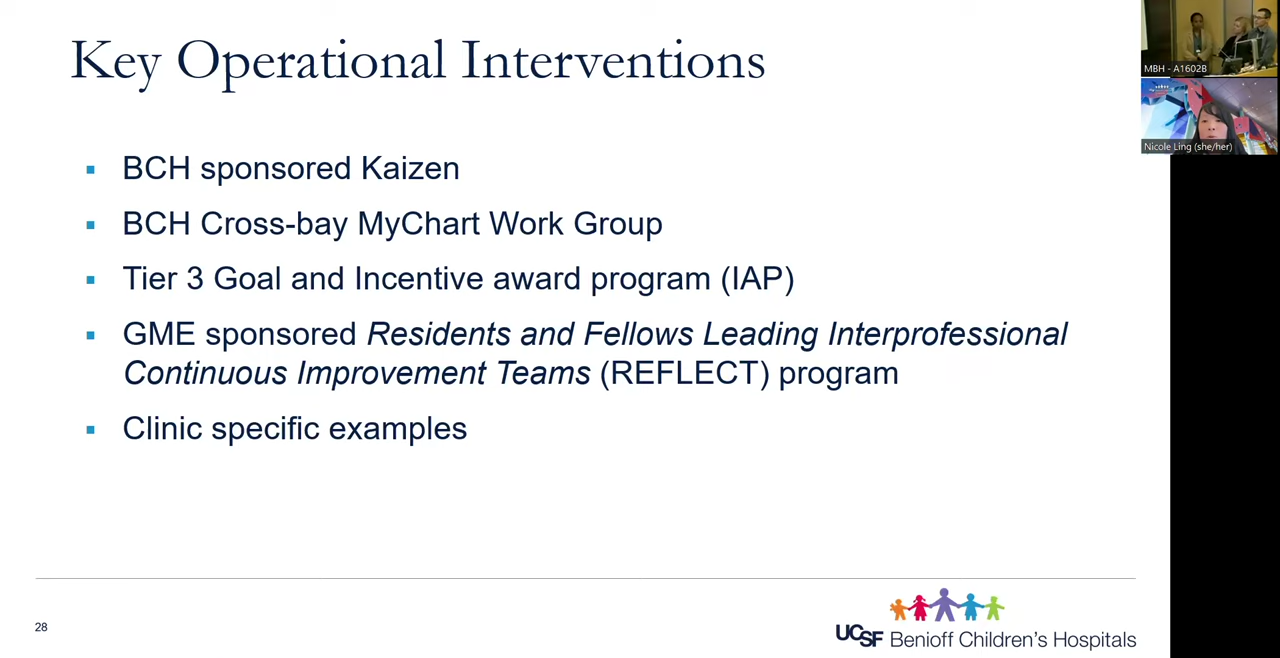 Key Operational Interventions
MBH - A1602B
Nicole Ling (she/her)
BCH sponsored Kaizen
BCH Cross-bay MyChart Work Group
Tier 3 Goal and Incentive award program (IAP)
GME sponsored Residents and Fellows Leading Interprofessional
Continuous Improvement Teams (REFLECT) program
Clinic specific examples
28
UCSF Benioff Children's Hospitals